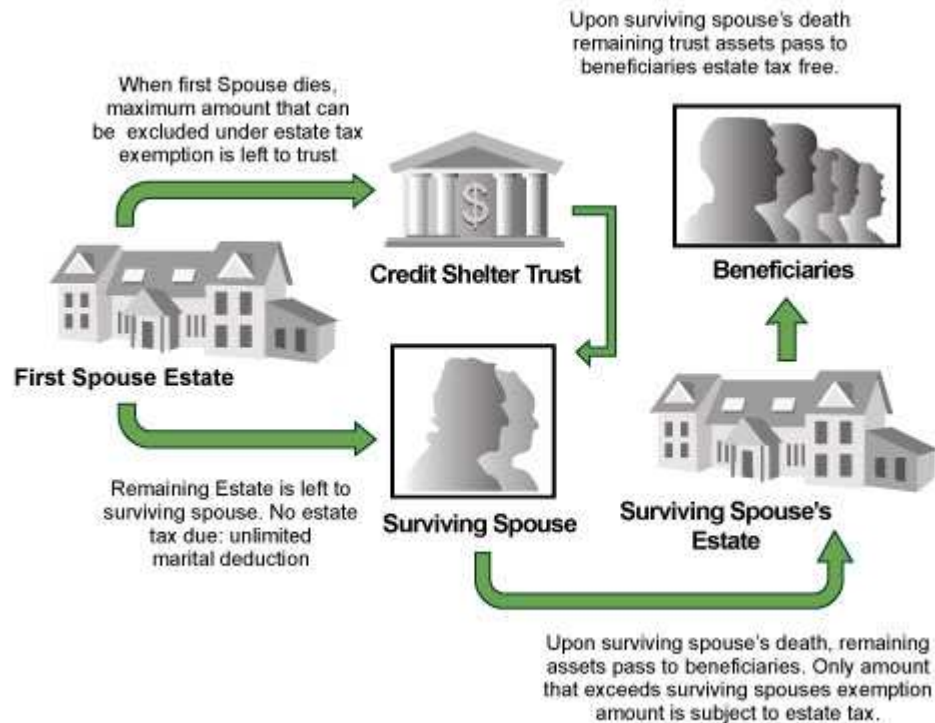 Upon surviving spouse's death
remaining trust assets pass to
beneficiaries estate tax free.
When first Spouse dies,
maximum amount that can
be excluded under estate tax
exemption is left to trust
$
Credit Shelter Trust
Beneficiaries
First Spouse Estate
Remaining Estate is left to
surviving spouse. No estate
tax due: unlimited
marital deduction
Surviving Spouse
Surviving Spouse's
Estate
Upon surviving spouse's death, remaining
assets pass to beneficiaries. Only amount
that exceeds surviving spouses exemption
amount is subject to estate tax.